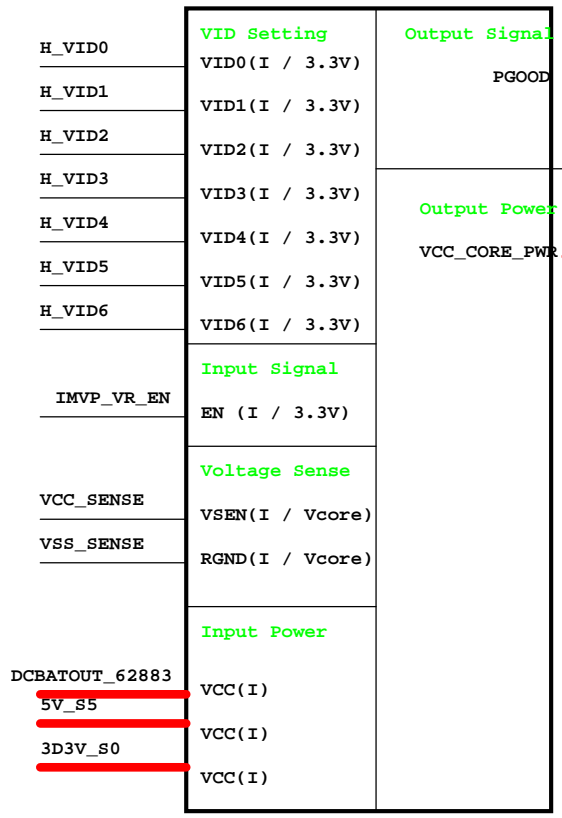 H_VID0
H_VID1
H_VID2
H_VID3
H_VID4
H_VID5
H_VID6
IMVP_VR_EN
VCC_SENSE
VSS_SENSE
DCBATOUT_62883
5V_S5
3D3V_S0
VID Setting
VID0(I / 3.3V)
VID1(I / 3.3V)
VID2(I / 3.3V)
VID3(I / 3.3V)
VID4(I / 3.3V)
VID5(I / 3.3V)
VID6(I / 3.3V)
Input Signal
EN (I / 3.3V)
Voltage Sense
VSEN(I / Vcore)
RGND(I / Vcore)
Input Power
VCC(I)
VCC(I)
VCC(I)
Output Signal
PGOOD
Output Power
VCC_CORE_PWR